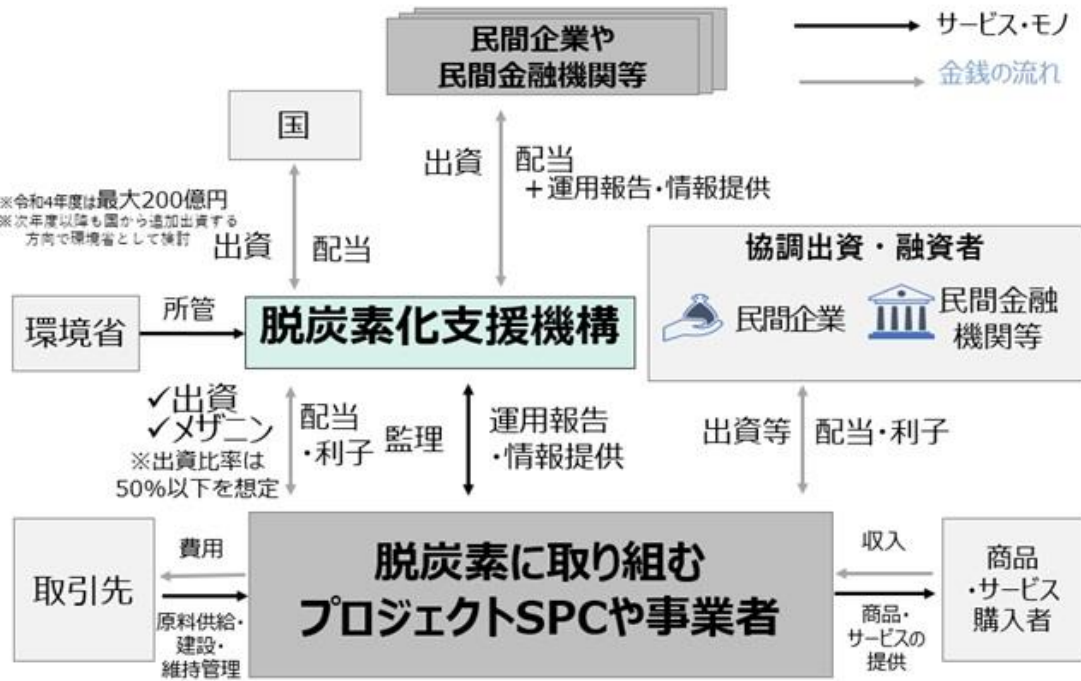 民間企業や
民間金融機関等
サービス・モノ
金銭の流れ
国
出資
配当
＋運用報告・情報提供
※令和4年度は最大200億円
※次年度以降も国から追加出資する
方向で環境省として検討
出資
配当
協調出資・融資者
民間企業
民間金融
機関等
環境省
所管
脱炭素化支援機構
✓出資
✓メザニン
※出資比率は
50%以下を想定
配当
・利子
監理
運用報告
・情報提供
出資等
配当・利子
取引先
費用
原料供給・
建設・
維持管理
脱炭素に取り組む
プロジェクトSPCや事業者
収入
商品・
サービスの
提供
商品
・サービス
購入者